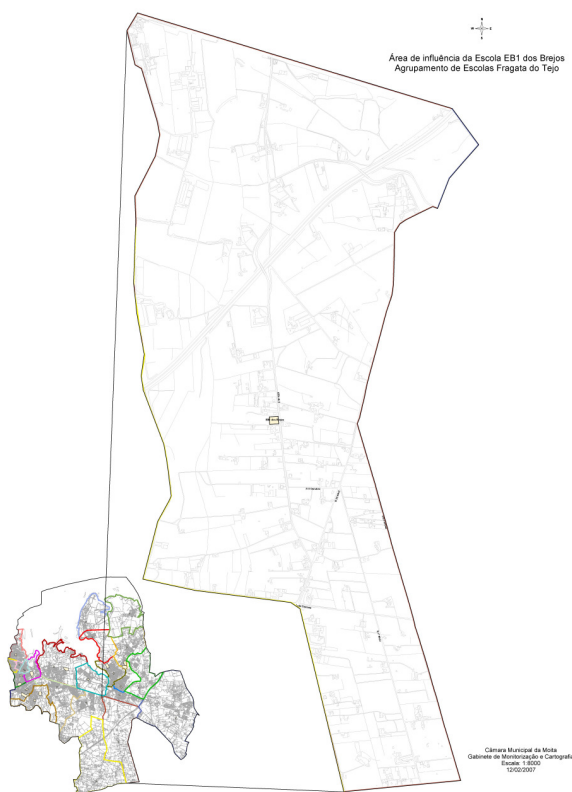 Área de influência da Escola EB1 dos Brejos
Agrupamento de Escolas Fragata do Tejo
Câmara Municipal da Moita
Gabinete de Monitorização e Cartografia
Escala: 1:8000
12/02/2007